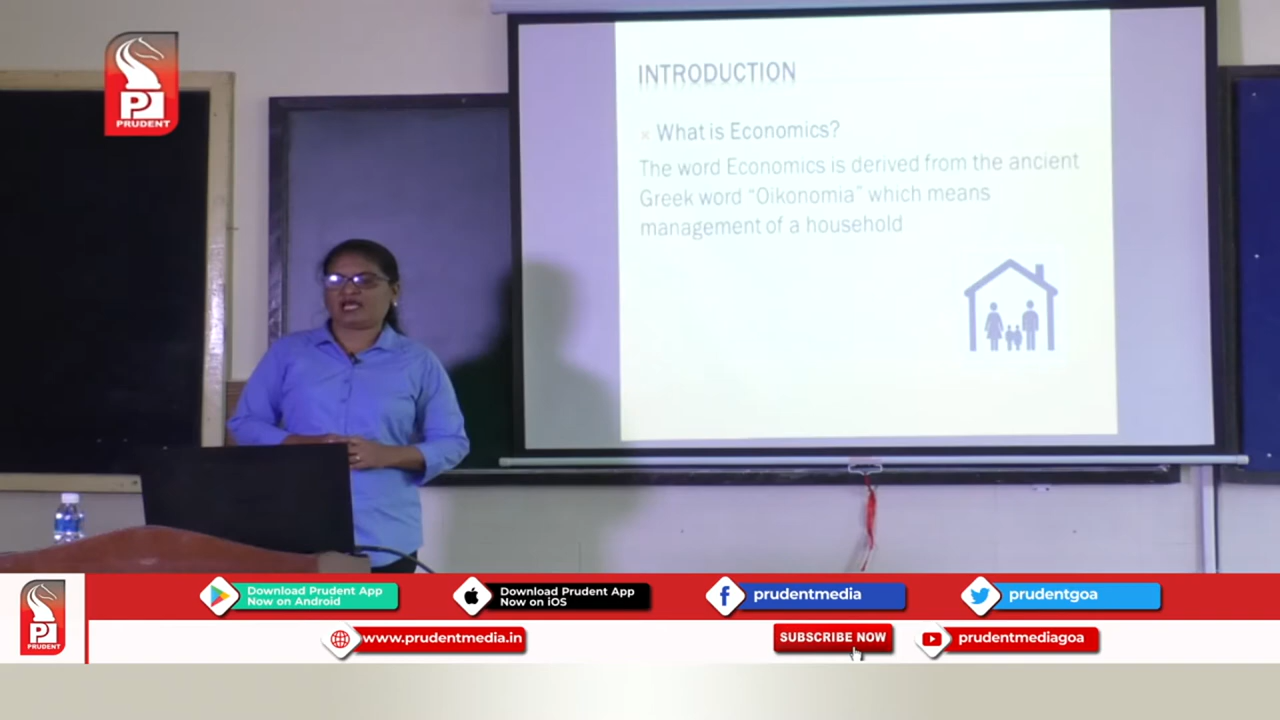 PRUDENT
INTRODUCTION
× What is Economics?
The word Economics is derived from the ancient
Greek word “Oikonomia” which means
management of a household
PRUDENT
Download Prudent App
Now on Android
Download Prudent App
Now on iOS
prudentmedia
prudentgoa
www.prudentmedia.in
SUBSCRIBE NOW
prudentmediagoa